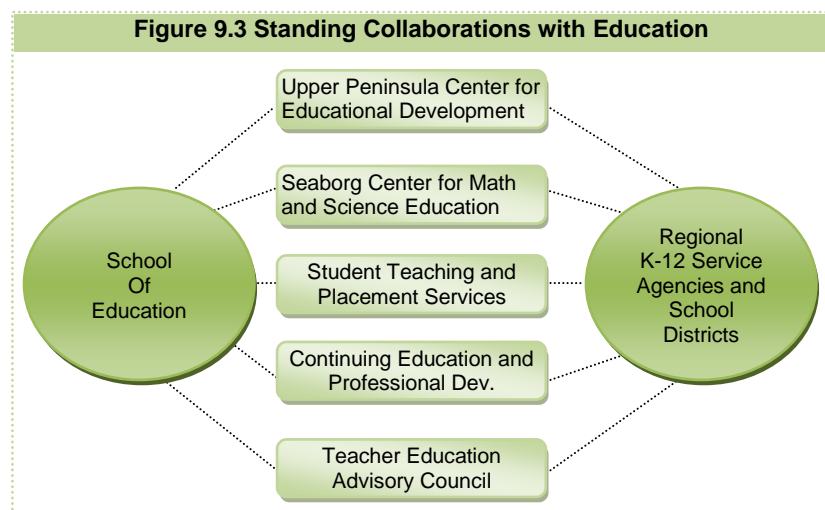 Figure 9.3 Standing Collaborations with Education
Upper Peninsula Center for
Educational Development
Seaborg Center for Math
and Science Education
School
Of
Education
Student Teaching and
Placement Services
Regional
K-12 Service
Agencies and
School
Districts
Continuing Education and
Professional Dev.
Teacher Education
Advisory Council